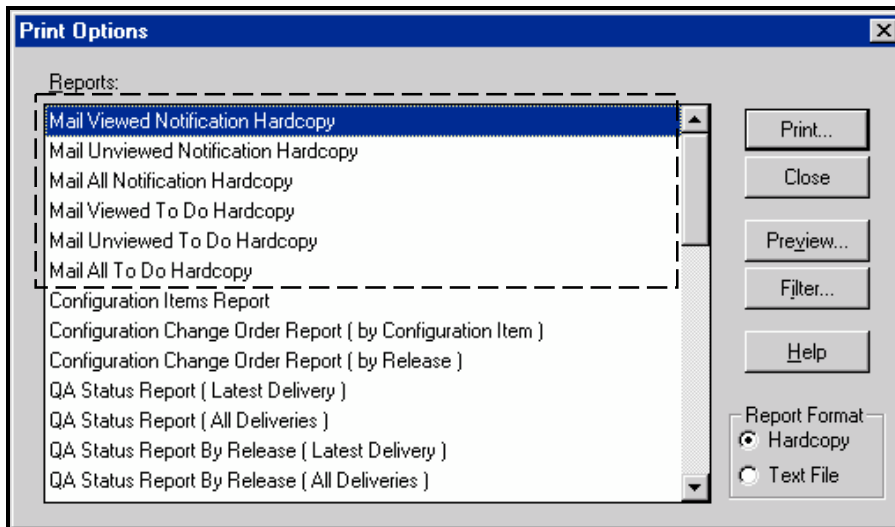 Print Options
Reports:
Mail Viewed Notification Hardcopy
Mail Unviewed Notification Hardcopy
Mail All Notification Hardcopy
Mail Viewed To Do Hardcopy
Mail Unviewed To Do Hardcopy
Mail All To Do Hardcopy
Configuration Items Report
Configuration Change Order Report ( by Configuration Item )
Configuration Change Order Report ( by Release )
QA Status Report ( Latest Delivery )
QA Status Report ( All Deliveries )
QA Status Report By Release ( Latest Delivery )
QA Status Report By Release ( All Deliveries )
Print...
Close
Preview...
Filter...
Help
Report Format
Hardcopy
Text File